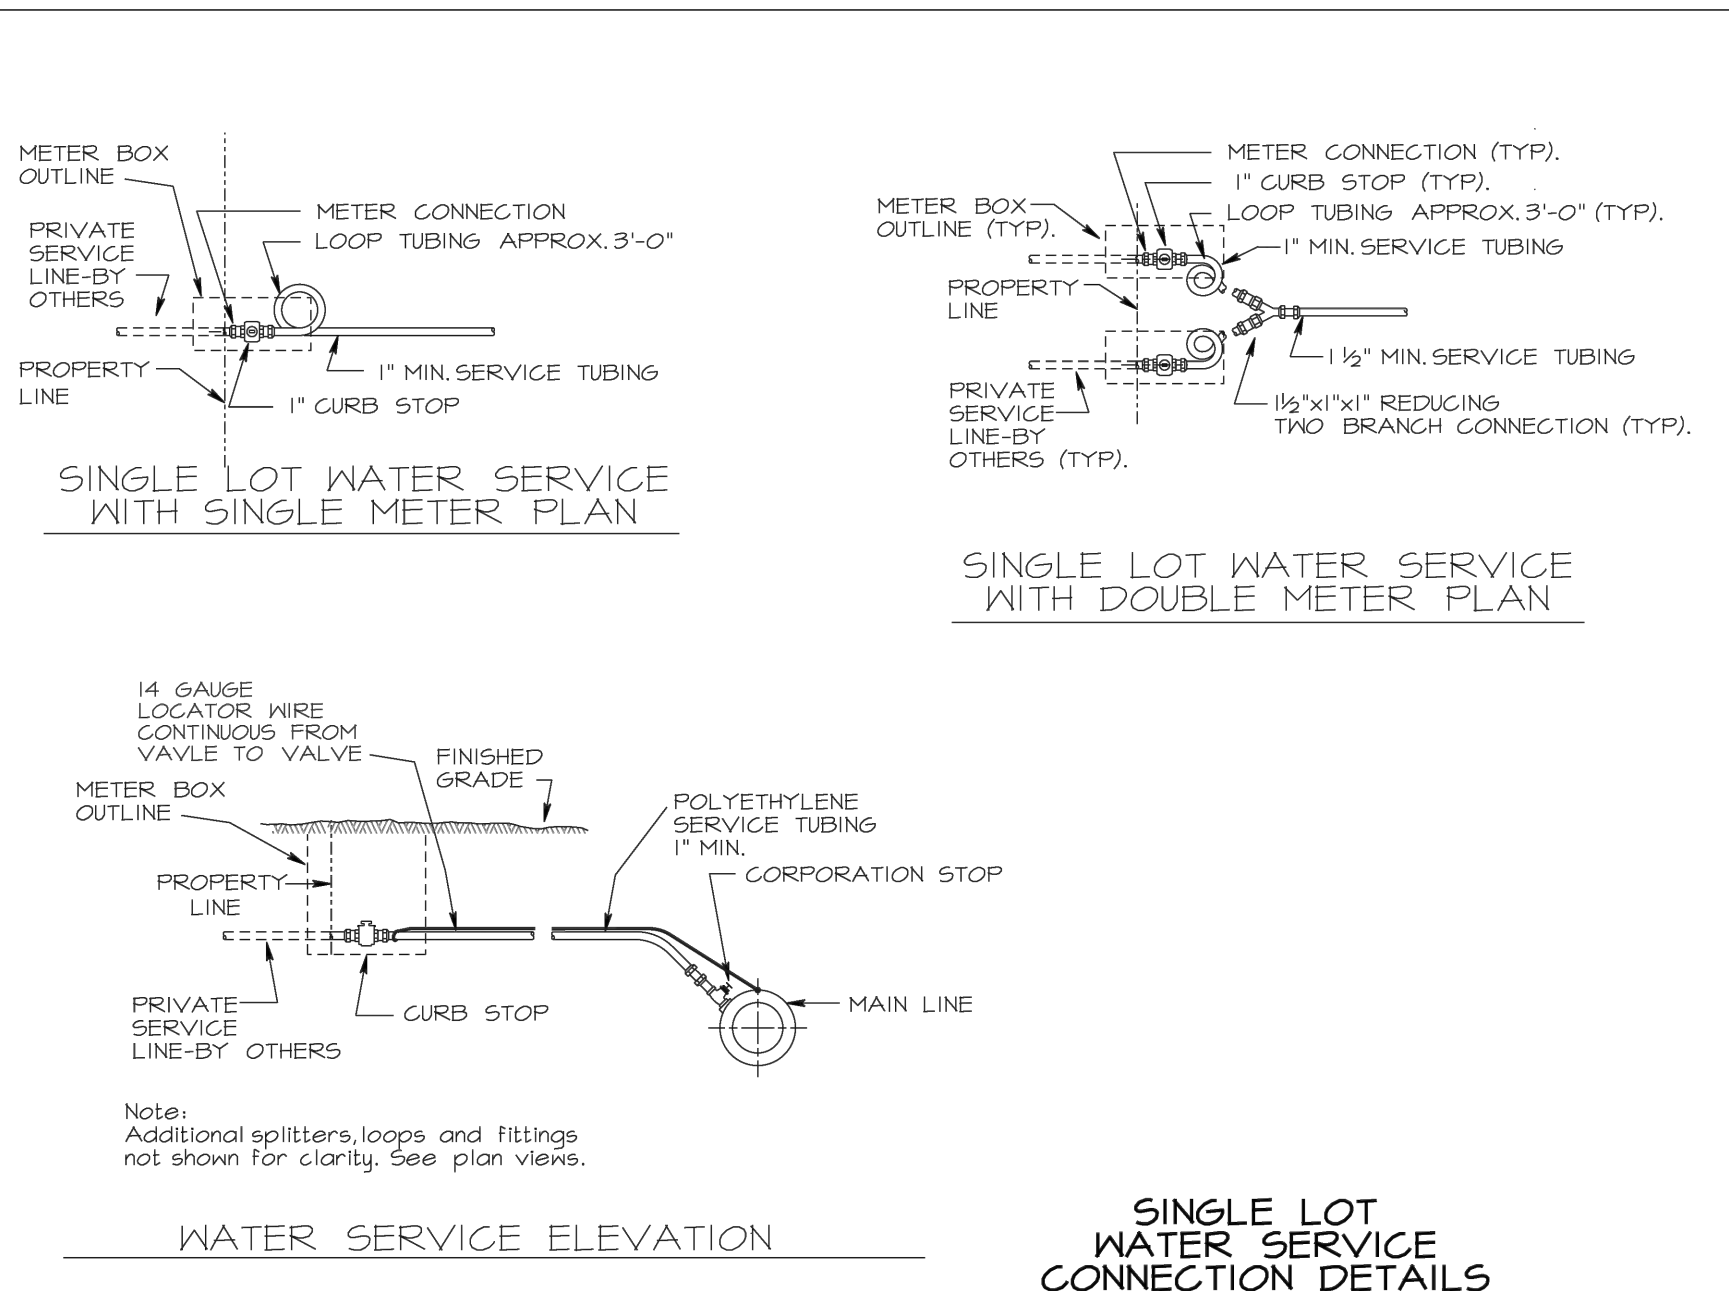 METER BOX
OUTLINE
PRIVATE
SERVICE
LINE-BY
OTHERS
PROPERTY
LINE
METER CONNECTION
LOOP TUBING APPROX. 3'-0"
1" MIN. SERVICE TUBING
1" CURB STOP
SINGLE LOT WATER SERVICE
WITH SINGLE METER PLAN
METER CONNECTION (TYP).
1" CURB STOP (TYP).
LOOP TUBING APPROX. 3'-0" (TYP).
1" MIN. SERVICE TUBING
METER BOX
OUTLINE (TYP).
PROPERTY
LINE
1 1/2" MIN. SERVICE TUBING
PRIVATE
SERVICE
LINE-BY
OTHERS (TYP).
1 1/2"x1"x1" REDUCING
TWO BRANCH CONNECTION (TYP).
SINGLE LOT WATER SERVICE
WITH DOUBLE METER PLAN
14 GAUGE
LOCATOR WIRE
CONTINUOUS FROM
VAVLE TO VALVE
FINISHED
GRADE
METER BOX
OUTLINE
PROPERTY
LINE
POLYETHYLENE
SERVICE TUBING
1" MIN.
CORPORATION STOP
PRIVATE
SERVICE
LINE-BY OTHERS
CURB STOP
MAIN LINE
Note:
Additional splitters, loops and fittings
not shown for clarity. See plan views.
WATER SERVICE ELEVATION
SINGLE LOT
WATER SERVICE
CONNECTION DETAILS